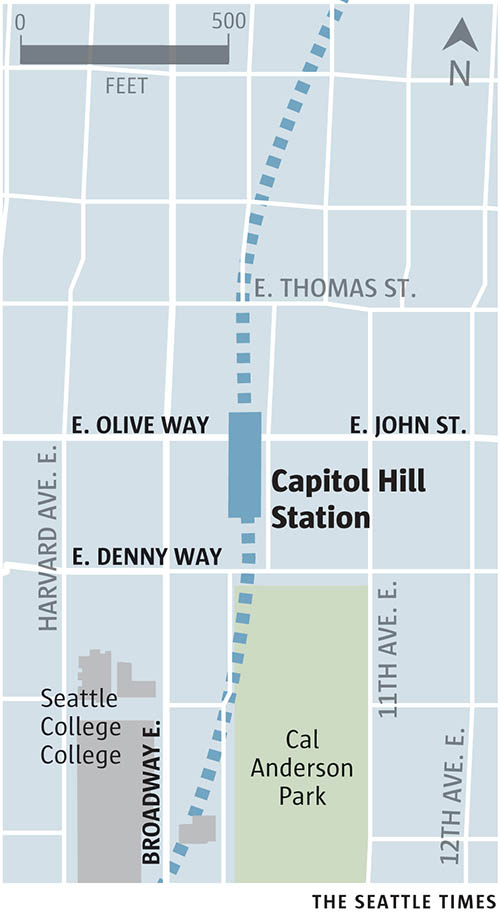 0
500
FEET
N
E. THOMAS ST.
E. OLIVE WAY
E. JOHN ST.
HARVARD AVE. E.
Capitol Hill
Station
E. DENNY WAY
11TH AVE. E.
Seattle
College
College
BROADWAY E.
Cal
Anderson
Park
12TH AVE. E.
THE SEATTLE TIMES